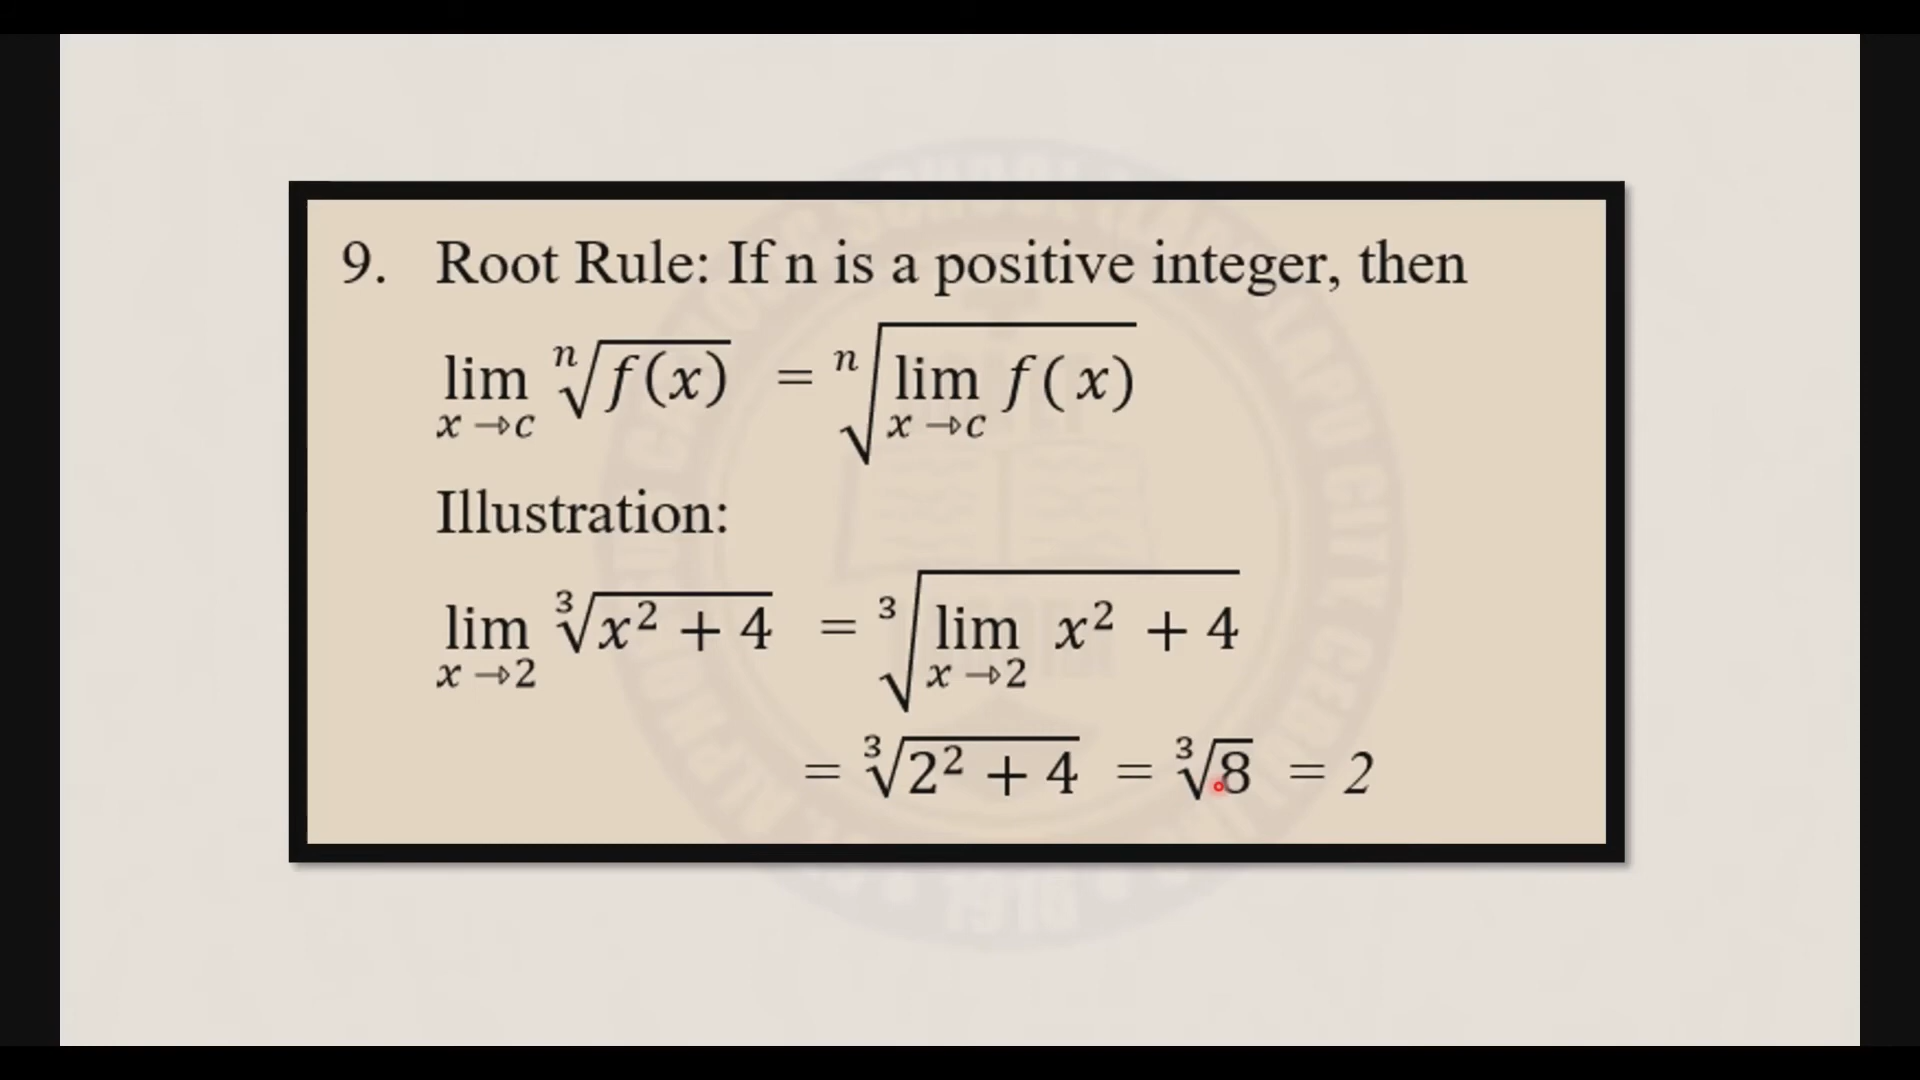 9. Root Rule: If n is a positive integer, then
lim x→c ⁿ√f(x) = ⁿ√lim x→c f(x)
Illustration:
lim x→2 ³√x² + 4 = ³√lim x→2 x² + 4
= ³√2² + 4 = ³√8 = 2
1916